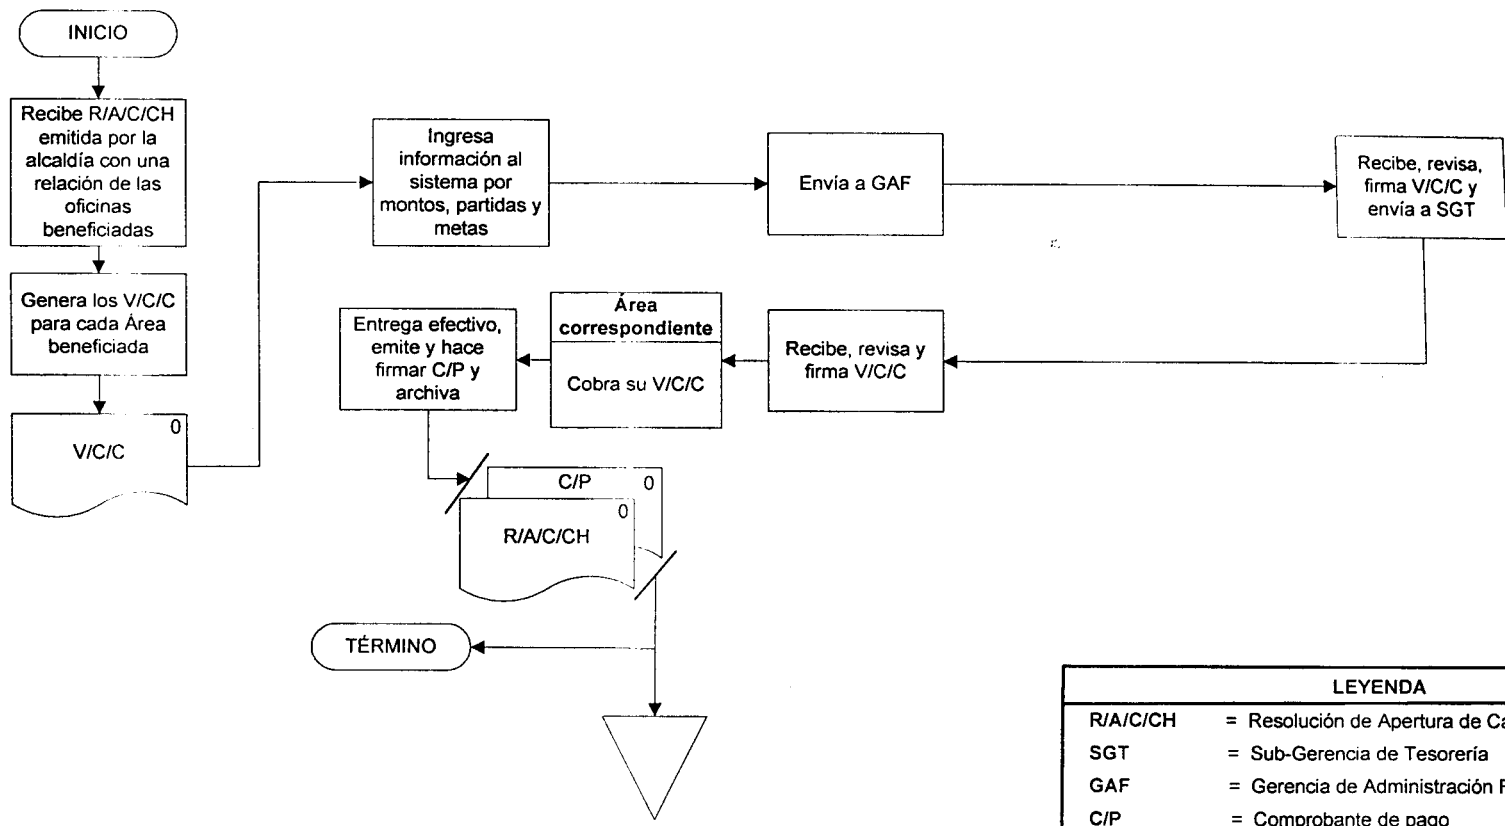 INICIO
Recibe R/A/C/CH
emitida por la
alcaldía con una
relación de las
oficinas
beneficiadas
Genera los V/C/C
para cada Área
beneficiada
0
V/C/C
Ingresa
información al
sistema por
montos, partidas y
metas
Envía a GAF
Recibe, revisa,
firma V/C/C y
envía a SGT
Recibe, revisa y
firma V/C/C
Área
correspondiente
Cobra su V/C/C
Entrega efectivo,
emite y hace
firmar C/P y
archiva
C/P 0
0
R/A/C/CH
TÉRMINO
LEYENDA
R/A/C/CH = Resolución de Apertura de
SGT = Sub-Gerencia de Tesorería
GAF = Gerencia de Administración
C/P = Comprobante de pago